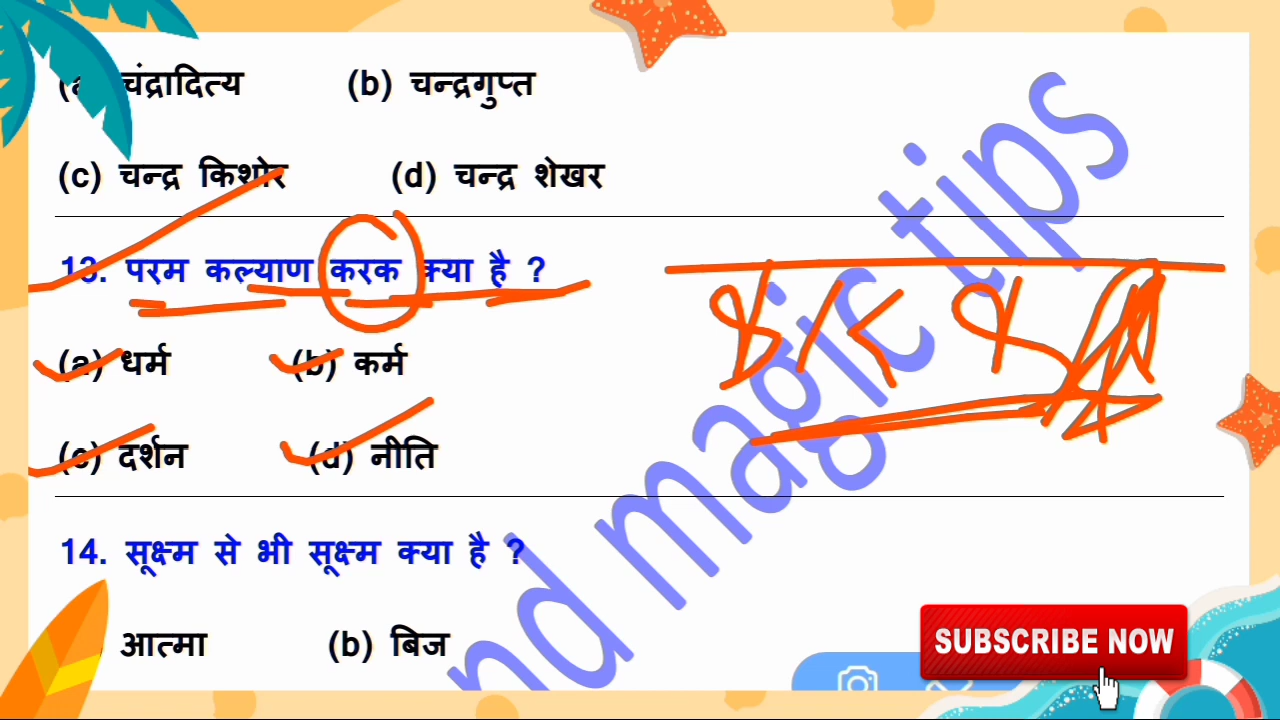 (a) चंद्रादित्य (b) चन्द्रगुप्त
(c) चन्द्र किशोर (d) चन्द्र शेखर
13. परम कल्याण करक क्या है ?
(a) धर्म (b) कर्म
(c) दर्शन (d) नीति
14. सूक्ष्म से भी सूक्ष्म क्या है ?
आत्मा (b) बिज
nd magic tips
SUBSCRIBE NOW